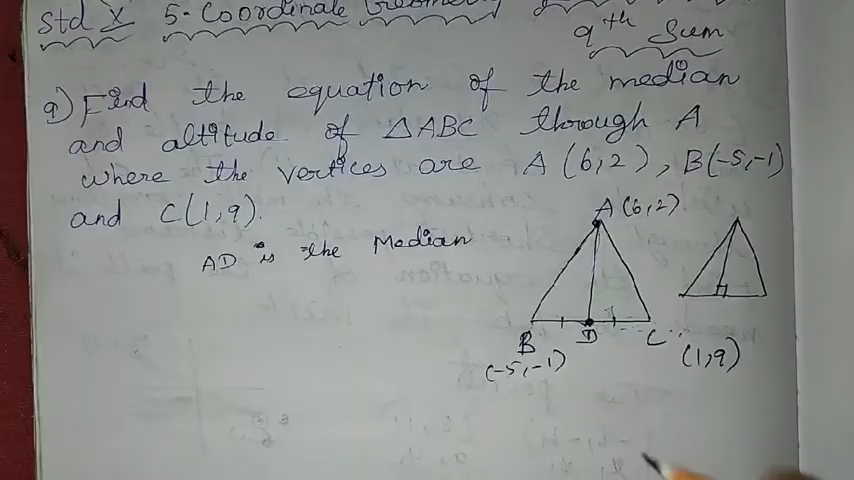 Std X 5-Coordinate Geometry
9th Sum
9) Find the equation of the median
and altitude of △ABC through A
where the vertices are A (6,2), B(-5,-1)
and C(1,9).
AD is the Median
A (6,2)
B D C
(-5,-1) (1,9)